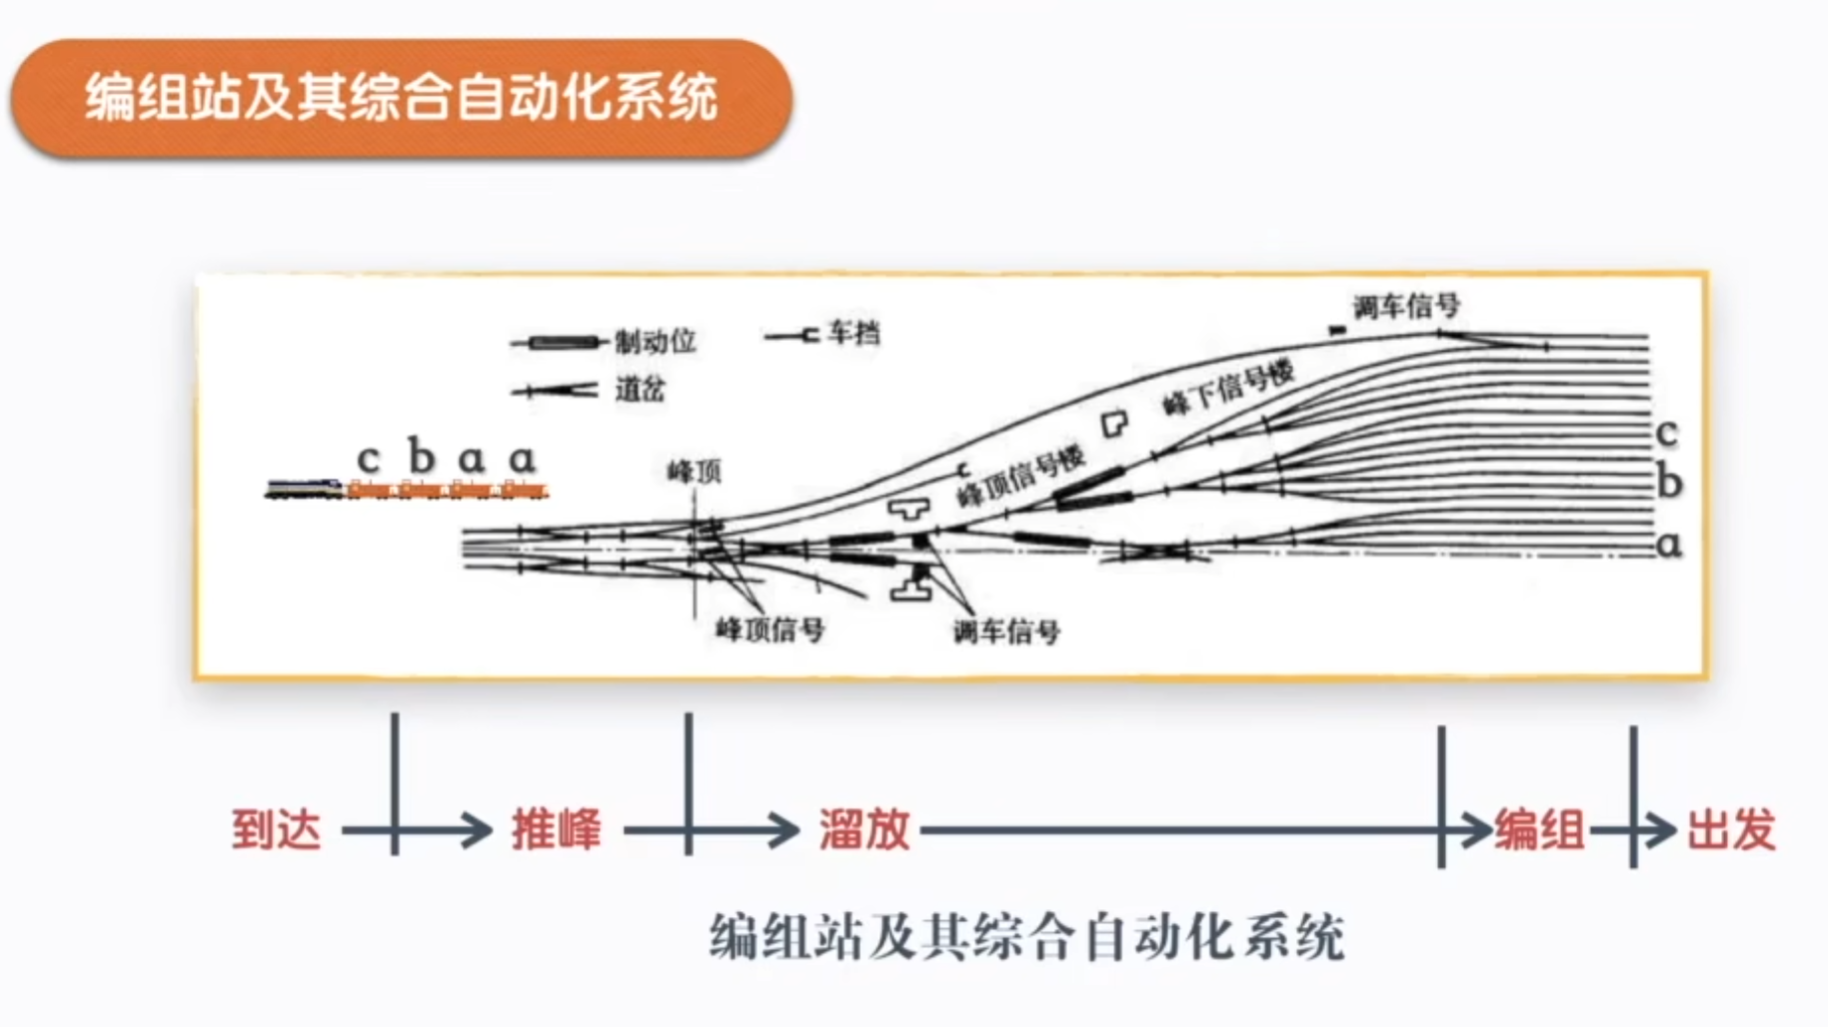 编组站及其综合自动化系统
调车信号
制动位
车挡
道岔
峰下信号楼
c b a a
峰顶
峰顶信号楼
c
b
a
峰顶信号
调车信号
到达 推峰 溜放 编组 出发
编组站及其综合自动化系统